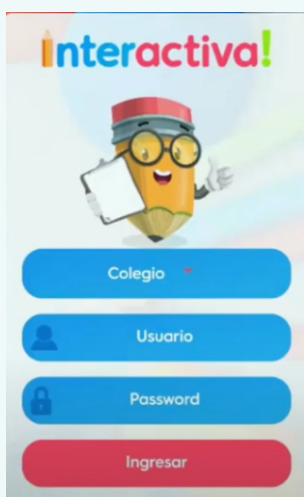 interactiva!
Colegio
Usuario
Password
Ingresar